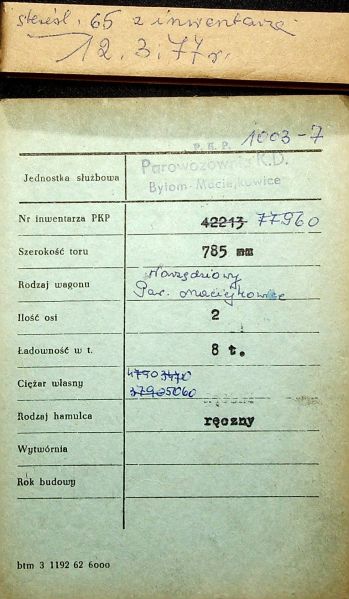 skreśl. 65 z inwentarza
12.3.77 r.
P.K.P. 1003-7
Jednostka służbowa Parowozownia K.D.
Bytom-Maciejkowice
Nr inwentarza PKP 42213 77960
Szerokość toru 785 mm
Rodzaj wagonu Narzędziowy
Par. Maciejkowice
Ilość osi 2
Ładowność w t. 8 t.
Ciężar własny
Rodzaj hamulca ręczny
Wytwórnia
Rok budowy
btm 3 1192 62 6000